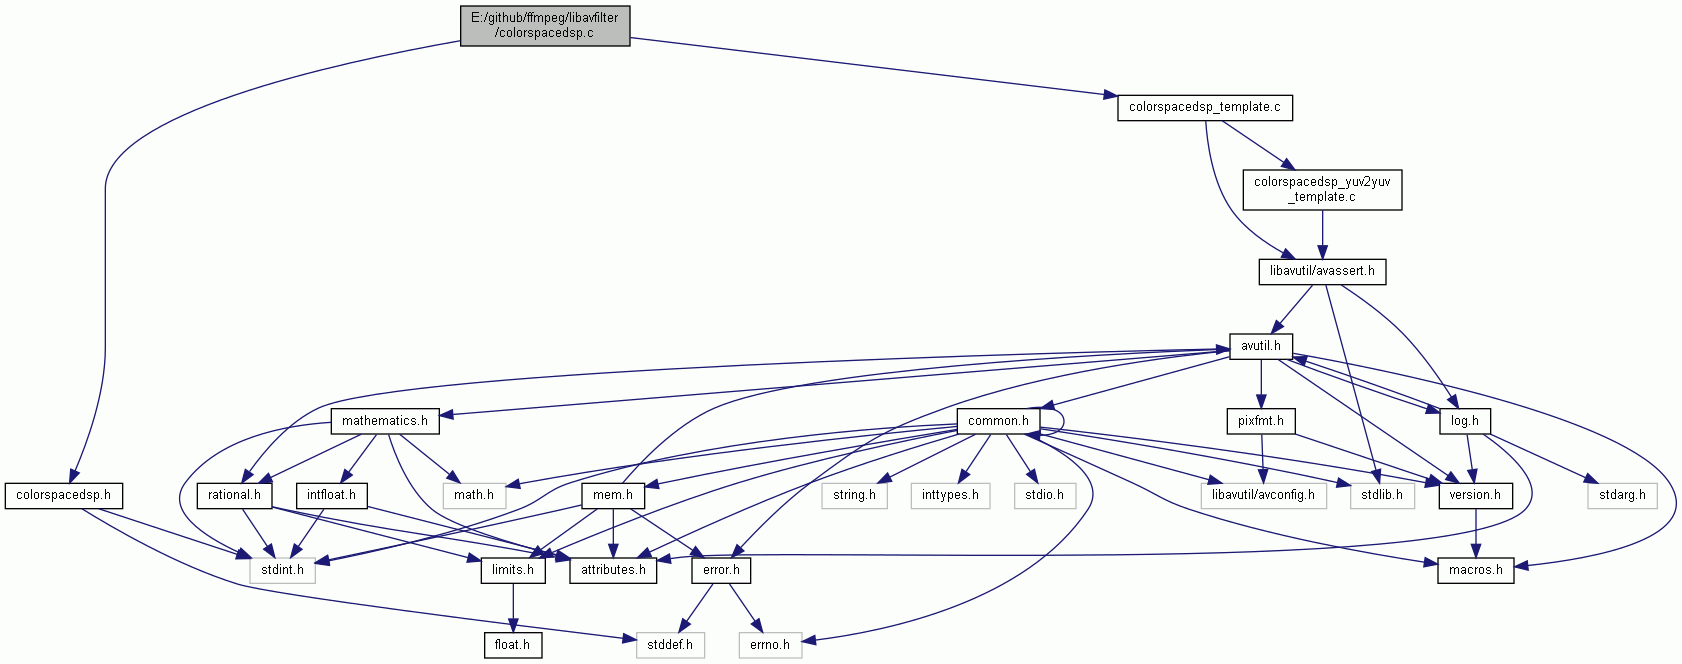 E:/github/ffmpeg/libavfilter
/colorspacedsp.c
colorspacedsp_template.c
colorspacedsp_yuv2yuv
_template.c
libavutil/avassert.h
avutil.h
mathematics.h
common.h
pixfmt.h
log.h
colorspacedsp.h
rational.h
intfloat.h
math.h
mem.h
string.h
inttypes.h
stdio.h
libavutil/avconfig.h
stdlib.h
version.h
stdarg.h
stdint.h
limits.h
attributes.h
error.h
macros.h
float.h
stddef.h
errno.h